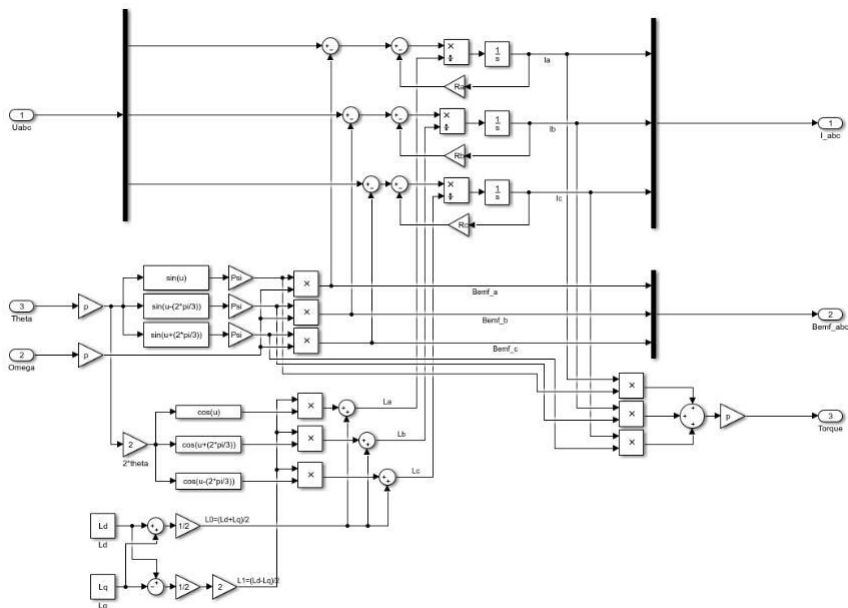 1
s
Ia
Ra
1
Uabc
1
s
Ib
Rb
1
I_abc
1
s
Ic
Rc
sin(u)
Psi
3
Theta
p
sin(u-(2*pi/3))
Psi
sin(u+(2*pi/3))
Psi
2
Omega
p
Bemf_a
Bemf_b
Bemf_c
2
Bemf_abc
cos(u)
La
p
3
Torque
2
2*theta
cos(u+(2*pi/3))
Lb
cos(u-(2*pi/3))
Lc
Ld
Ld
1/2
L0=(Ld+Lq)/2
Lq
Lq
1/2
2
L1=(Ld-Lq)/2